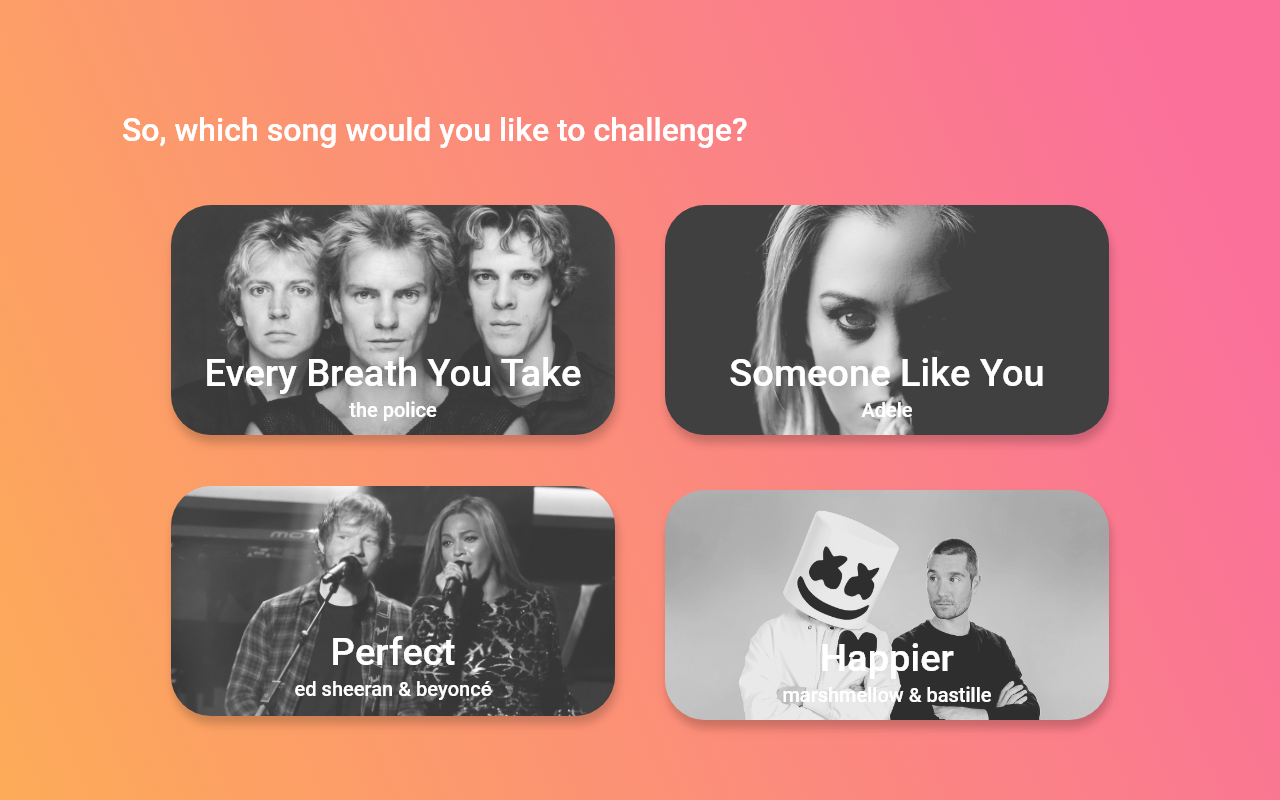 So, which song would you like to challenge?
Every Breath You Take
the police
Someone Like You
Adele
Perfect
ed sheeran & beyoncé
Happier
marshmellow & bastille